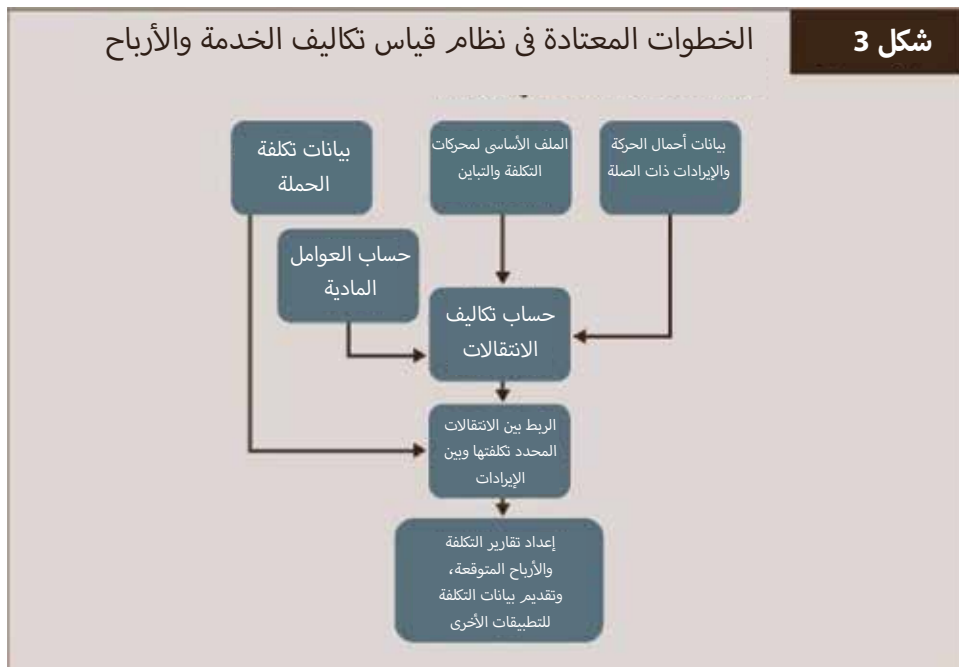 شكل 3
الخطوات المعتادة فى نظام قياس تكاليف الخدمة والأرباح
بيانات أحمال الحركة
والإيرادات ذات الصلة
الملف الأساسى لمحركات
التكلفة والتباين
بيانات تكلفة
الحملة
حساب العوامل
المادية
حساب تكاليف
الانتقالات
الربط بين الانتقالات
المحدد تكلفتها وبين
الإيرادات
إعداد تقارير التكلفة
والأرباح المتوقعة،
وتقديم بيانات التكلفة
للتطبيقات الأخرى